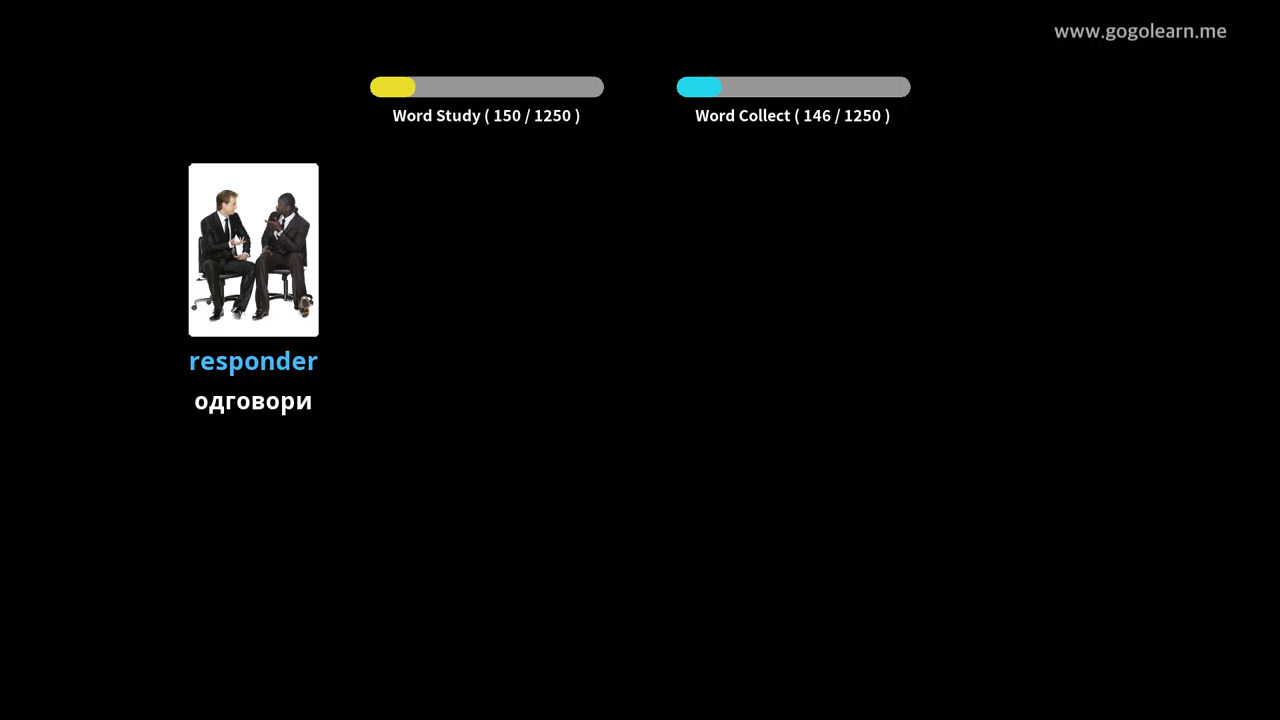 www.gogolearn.me
Word Study ( 150 / 1250 )
Word Collect ( 146 / 1250 )
responder
одговори